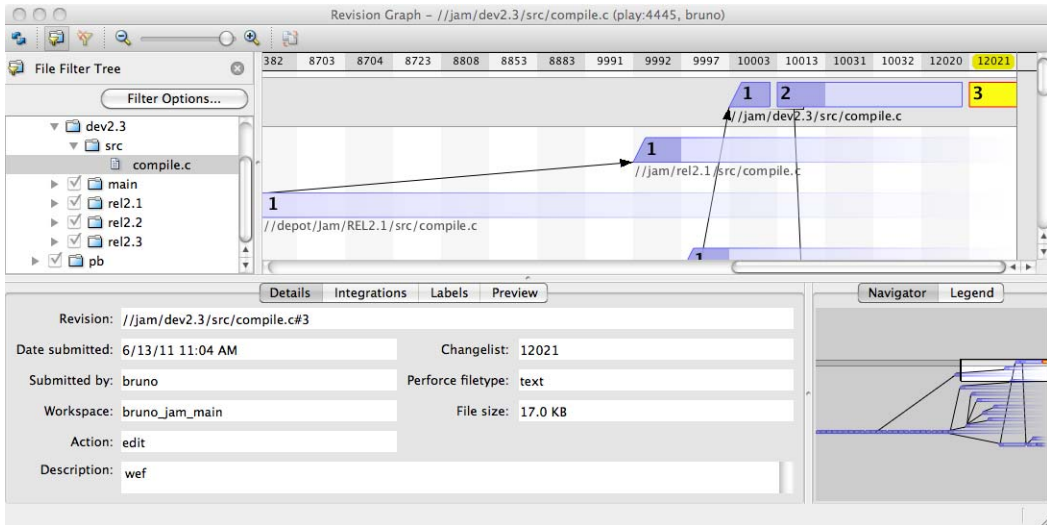 Revision Graph – //jam/dev2.3/src/compile.c (play:4445, bruno)
File Filter Tree
Filter Options...
dev2.3
src
compile.c
main
rel2.1
rel2.2
rel2.3
pb
382 8703 8704 8723 8808 8853 8883 9991 9992 9997 10003 10013 10031 10032 12020 12021
1 2 3
//jam/dev2.3/src/compile.c
1
//jam/rel2.1/src/compile.c
1
//depot/Jam/REL2.1/src/compile.c
1
Details Integrations Labels Preview
Revision: //jam/dev2.3/src/compile.c#3
Date submitted: 6/13/11 11:04 AM Changelist: 12021
Submitted by: bruno Perforce filetype: text
Workspace: bruno_jam_main File size: 17.0 KB
Action: edit
Description: wef
Navigator Legend